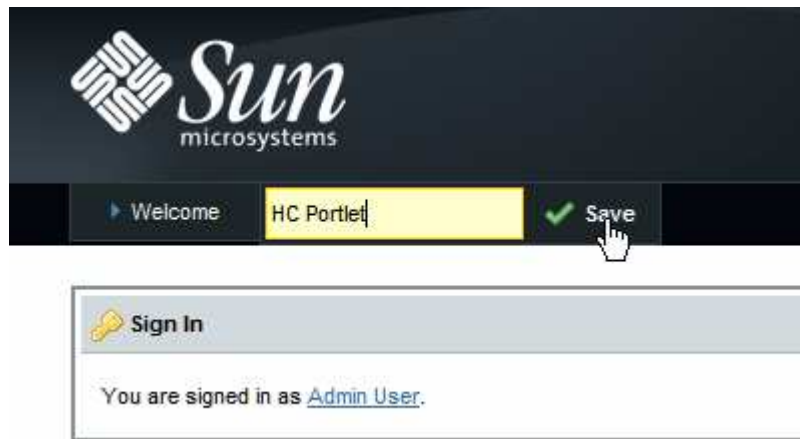 Sun
microsystems
Welcome HC Portlet Save
Sign In
You are signed in as Admin User.